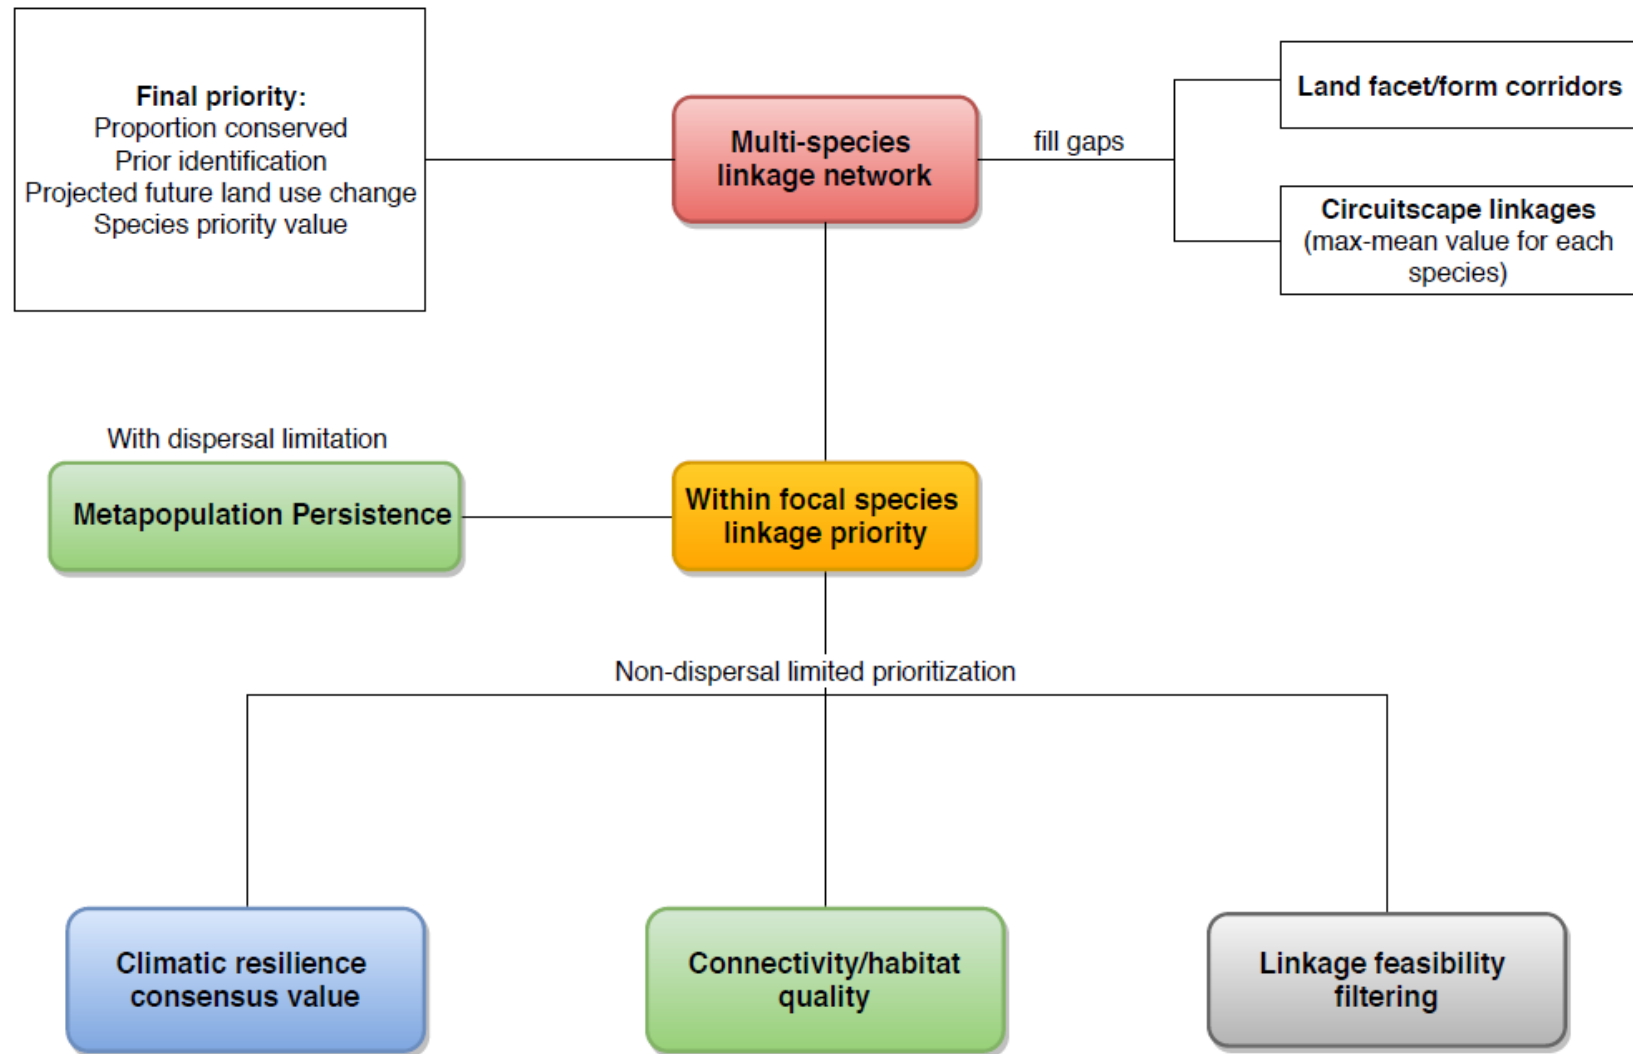 Final priority:
Proportion conserved
Prior identification
Projected future land use change
Species priority value
Multi-species
linkage network
fill gaps
Land facet/form corridors
Circuitscape linkages
(max-mean value for each
species)
With dispersal limitation
Metapopulation Persistence
Within focal species
linkage priority
Non-dispersal limited prioritization
Climatic resilience
consensus value
Connectivity/habitat
quality
Linkage feasibility
filtering